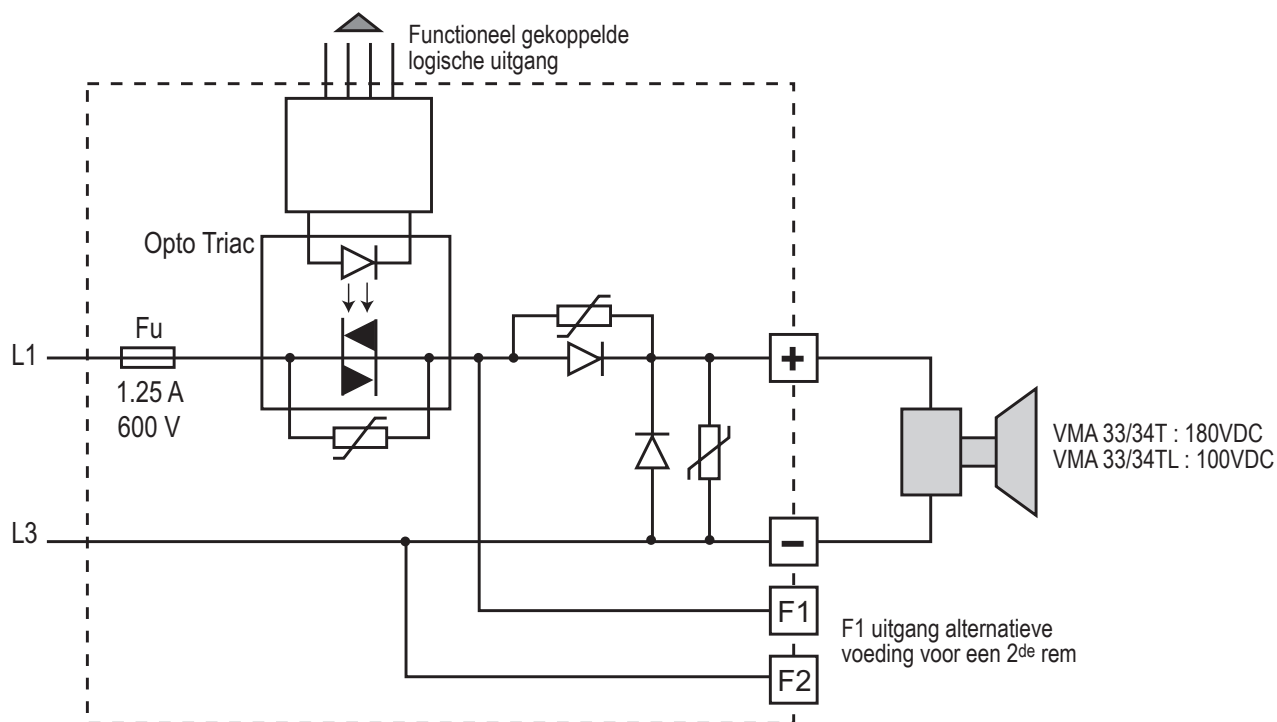 Functioneel gekoppelde
logische uitgang
Opto Triac
Fu
L1
1.25 A
600 V
+
VMA 33/34T : 180VDC
VMA 33/34TL : 100VDC
L3
−
F1
F1 uitgang alternatieve
voeding voor een 2de rem
F2